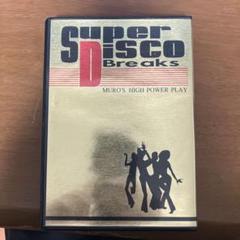 Super
Disco
Breaks
MURO'S HIGH POWER PLAY